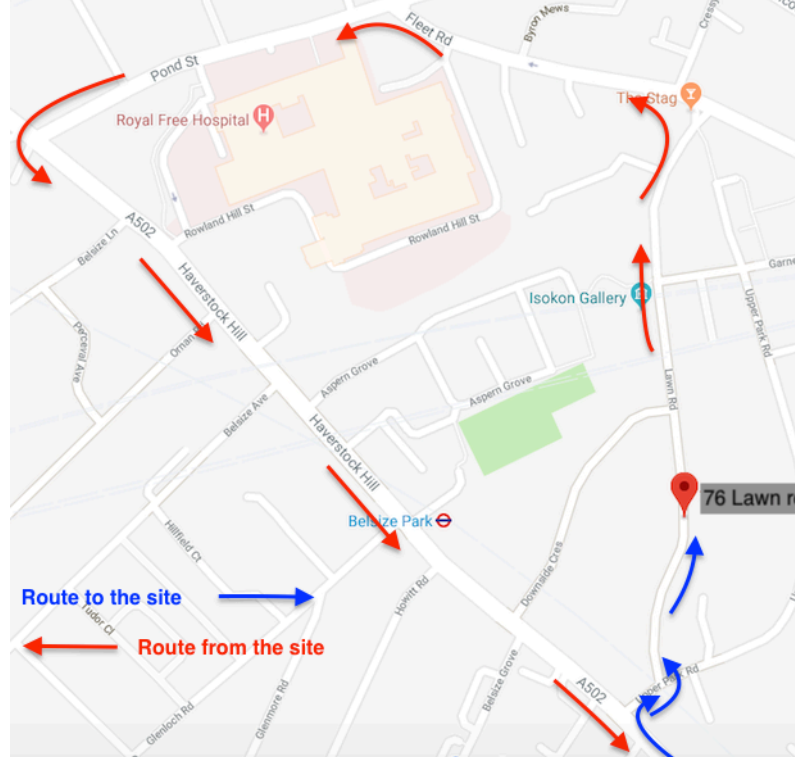 Byron Mews
Cressy
Fleet Rd
Pond St
The Stag
Royal Free Hospital
H
Rowland Hill St
Rowland Hill St
A502
Belsize Ln
Haverstock Hill
Isokon Gallery
Garne
Upper Park Rd
Perceval Ave
Aspern Grove
Aspern Grove
Lawn Rd
Belsize Ave
Haverstock Hill
76 Lawn r
Belsize Park
Hillfield Ct
Downside Cres
Howitt Rd
Route to the site
Tudor Cl
Route from the site
Upper Park Rd
Belsize Grove
A502
Glenloch Rd
Glenmore Rd